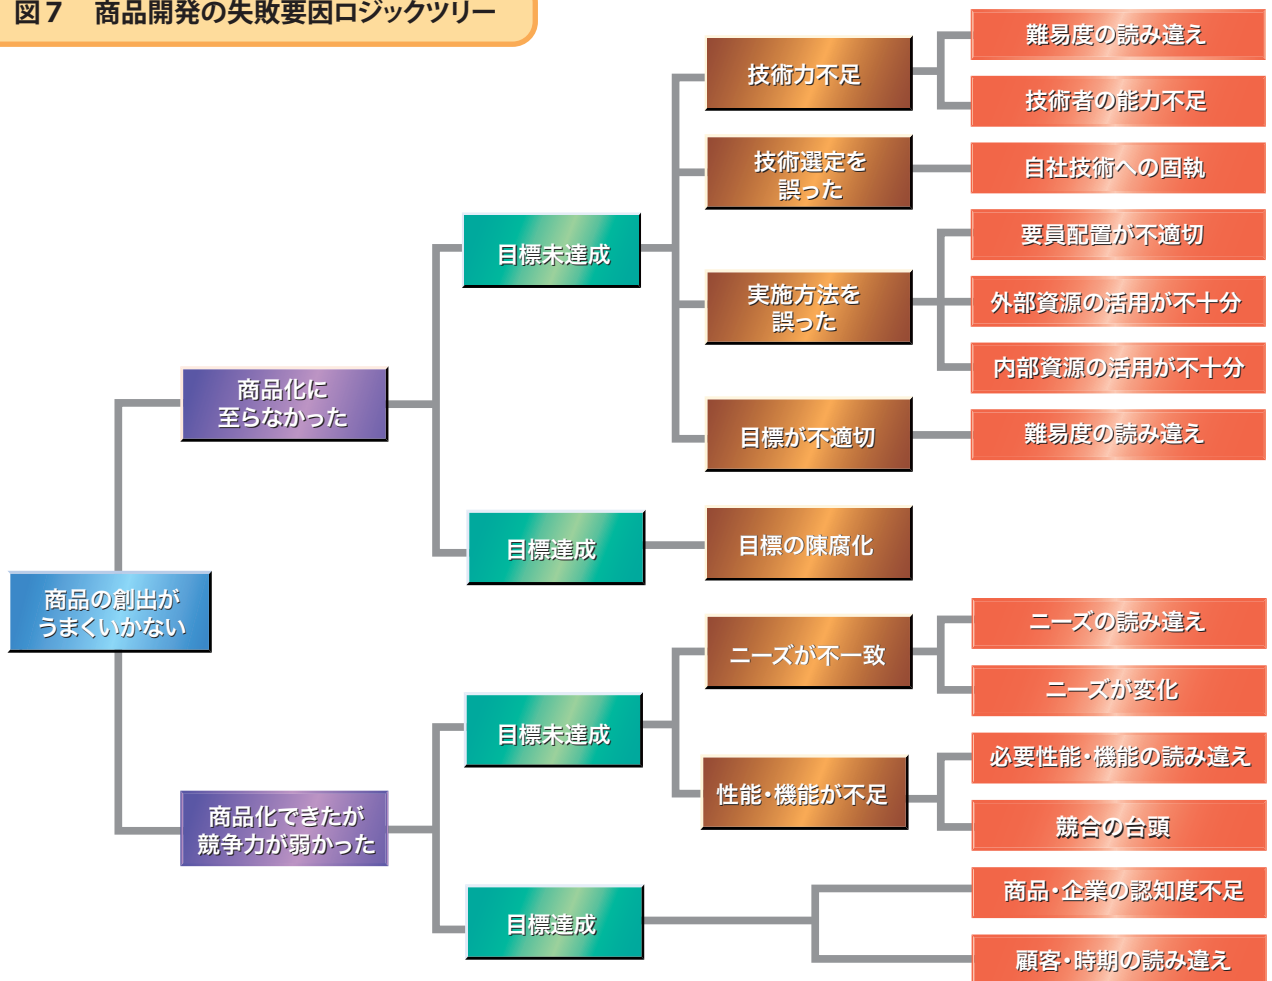 図7 商品開発の失敗要因ロジックツリー
商品の創出が
うまくいかない
商品化に
至らなかった
目標未達成
技術力不足
難易度の読み違え
技術者の能力不足
技術選定を
誤った
自社技術への固執
実施方法を
誤った
要員配置が不適切
外部資源の活用が不十分
内部資源の活用が不十分
目標が不適切
難易度の読み違え
目標達成
目標の陳腐化
商品化できたが
競争力が弱かった
目標未達成
ニーズが不一致
ニーズの読み違え
ニーズが変化
性能・機能が不足
必要性能・機能の読み違え
競合の台頭
目標達成
商品・企業の認知度不足
顧客・時期の読み違え